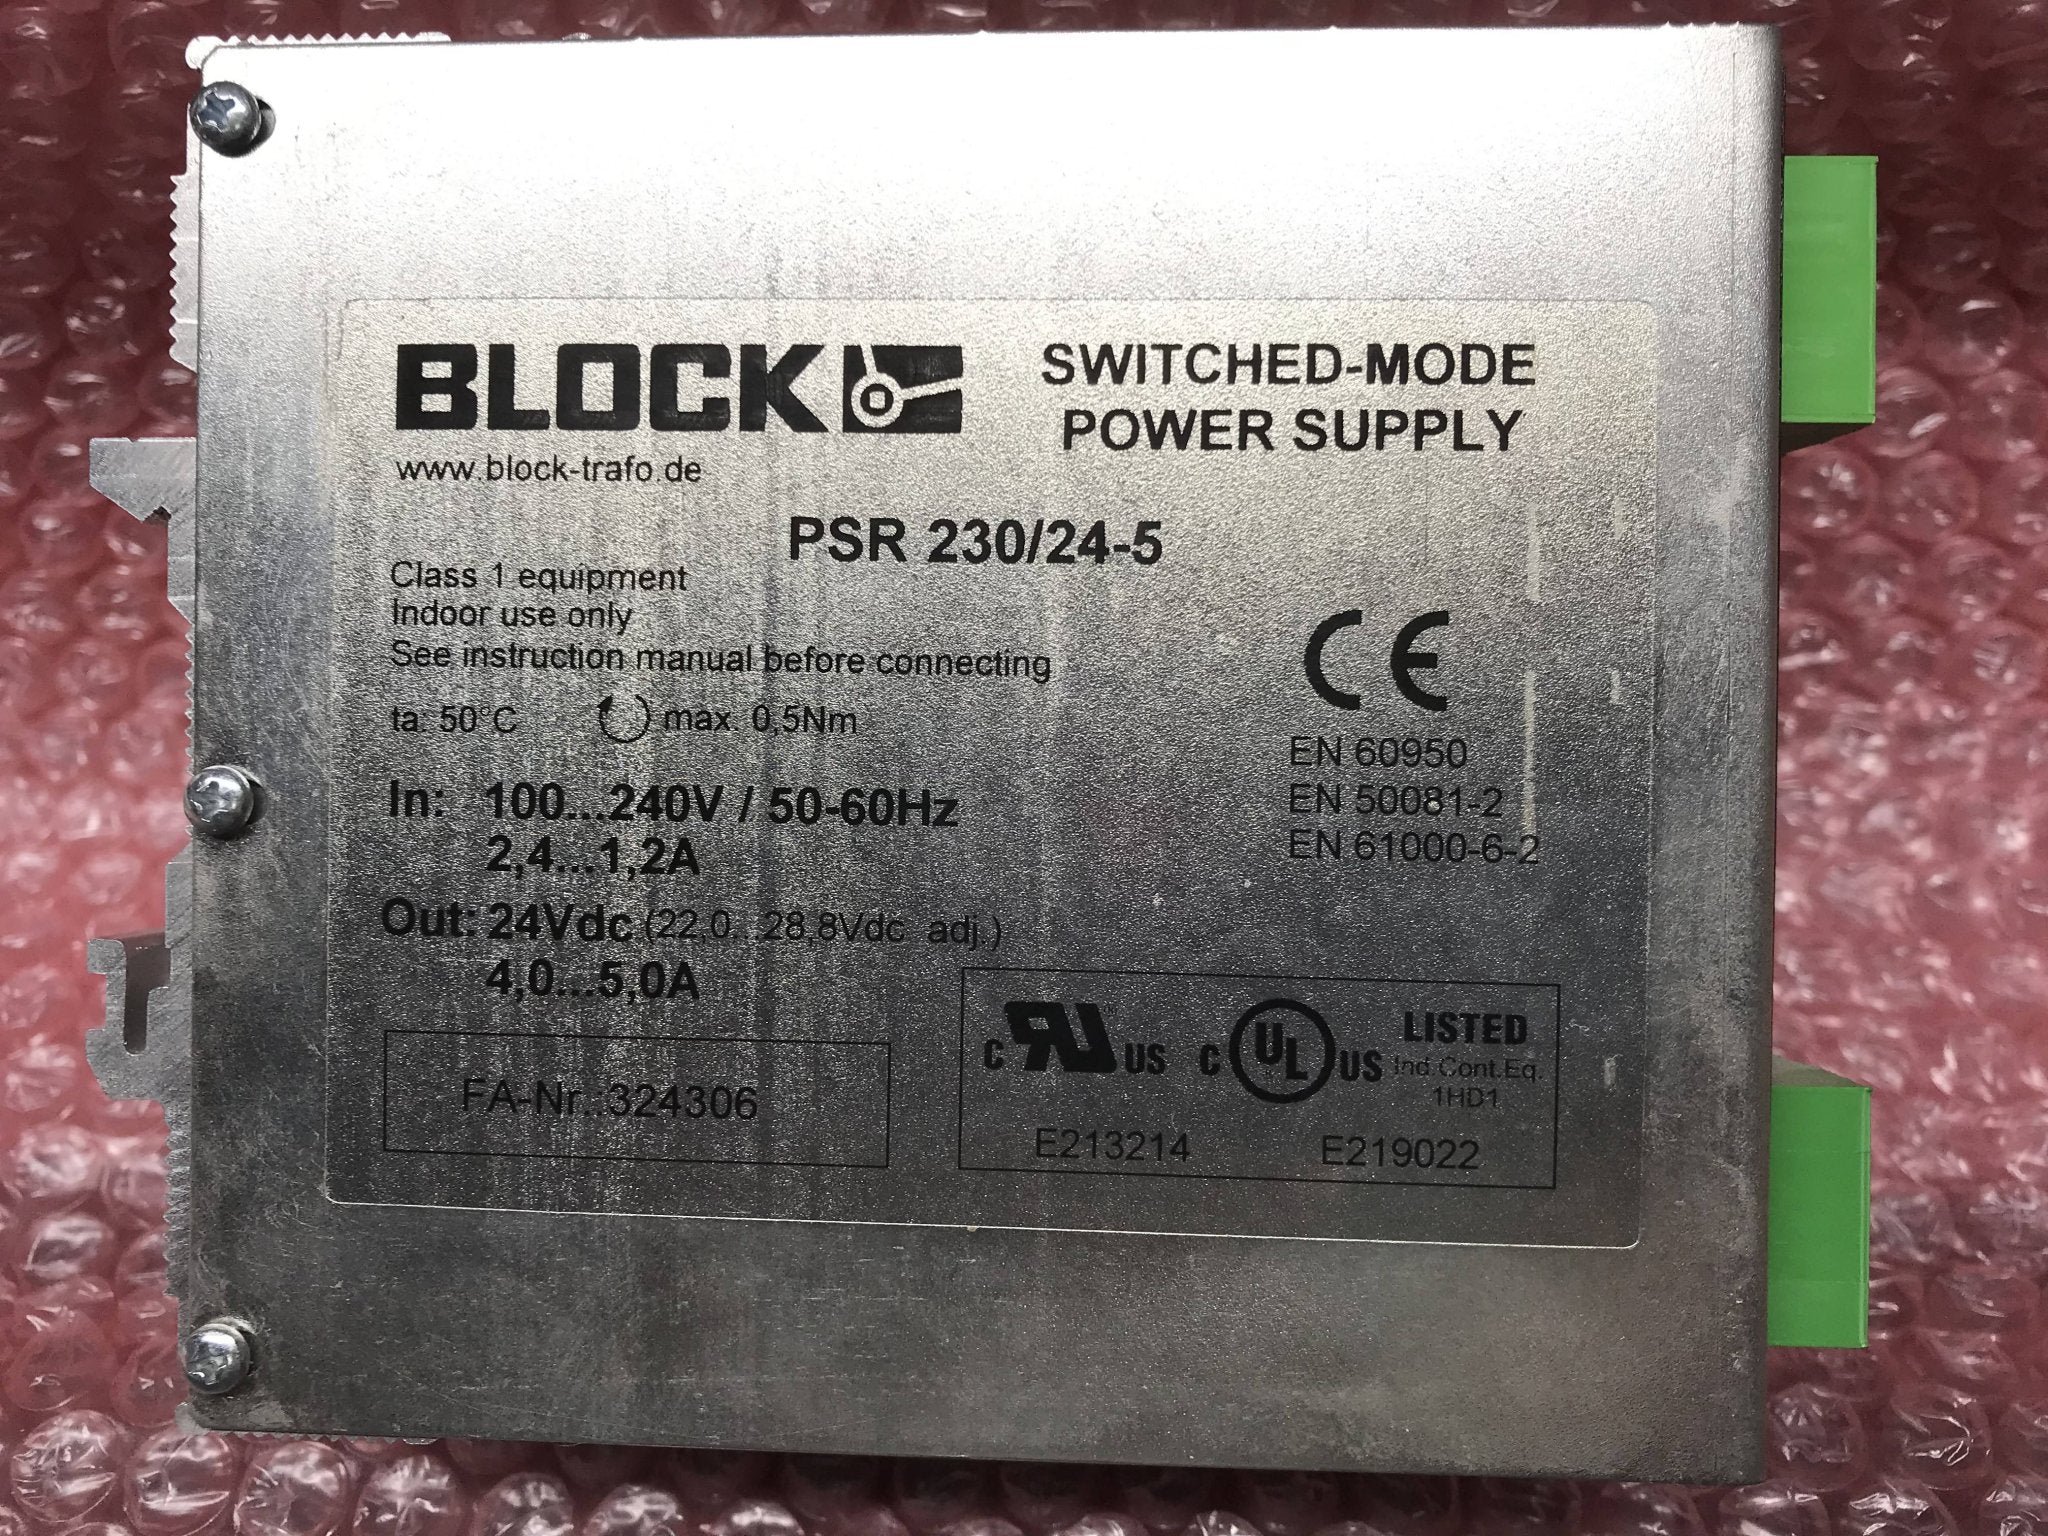 BLOCK
www.block-trafo.de
SWITCHED-MODE
POWER SUPPLY
PSR 230/24-5
Class 1 equipment
Indoor use only
See instruction manual before connecting
ta: 50°C max. 0,5Nm
In: 100...240V / 50-60Hz
2,4...1,2A
Out: 24Vdc (22,0...28,8Vdc adj.)
4,0...5,0A
CE
EN 60950
EN 50081-2
EN 61000-6-2
FA-Nr.:324306
C RU US
E213214
C UL US LISTED
Ind.Cont.Eq.
1HD1
E219022